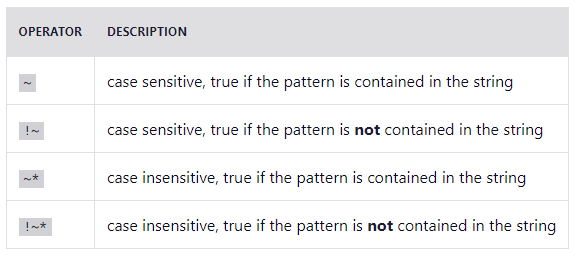 OPERATOR DESCRIPTION
~ case sensitive, true if the pattern is contained in the string
!~ case sensitive, true if the pattern is not contained in the string
~* case insensitive, true if the pattern is contained in the string
!~* case insensitive, true if the pattern is not contained in the string